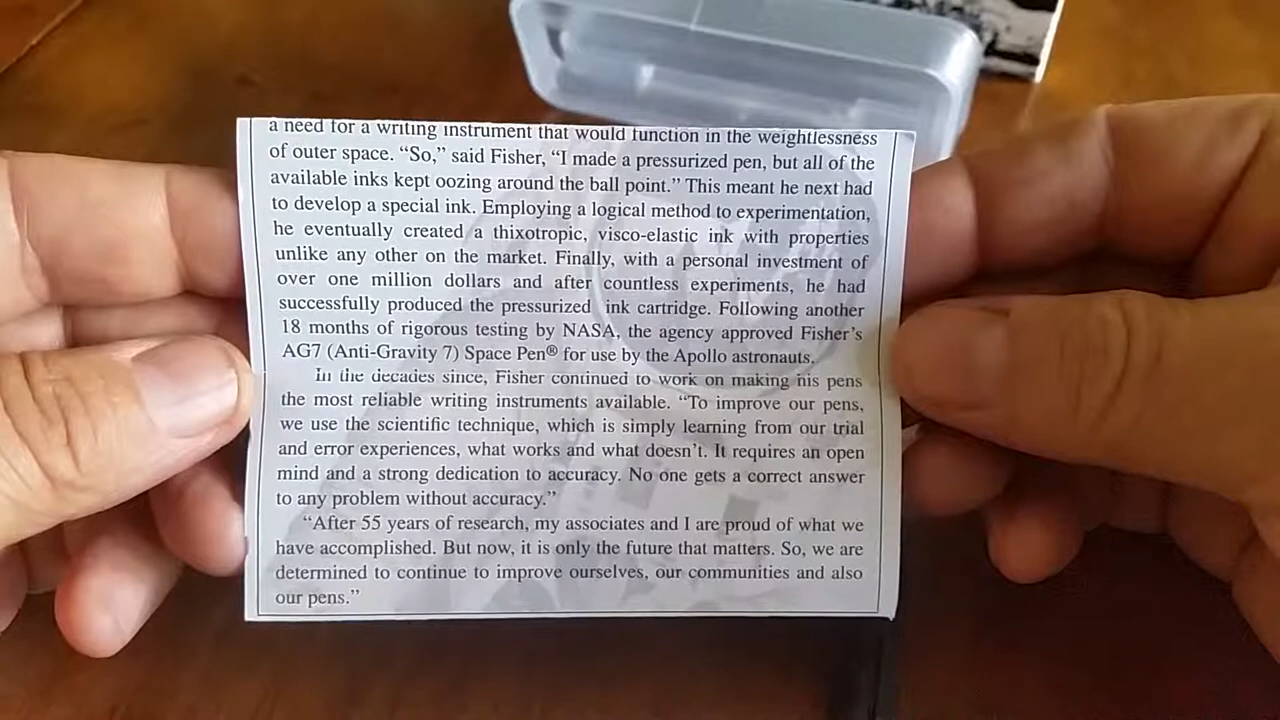 a need for a writing instrument that would function in the weightlessness
of outer space. “So,” said Fisher, “I made a pressurized pen, but all of the
available inks kept oozing around the ball point.” This meant he next had
to develop a special ink. Employing a logical method to experimentation,
he eventually created a thixotropic, visco-elastic ink with properties
unlike any other on the market. Finally, with a personal investment of
over one million dollars and after countless experiments, he had
successfully produced the pressurized ink cartridge. Following another
18 months of rigorous testing by NASA, the agency approved Fisher’s
AG7 (Anti-Gravity 7) Space Pen® for use by the Apollo astronauts.
In the decades since, Fisher continued to work on making his pens
the most reliable writing instruments available. “To improve our pens,
we use the scientific technique, which is simply learning from our trial
and error experiences, what works and what doesn’t. It requires an open
mind and a strong dedication to accuracy. No one gets a correct answer
to any problem without accuracy.”
“After 55 years of research, my associates and I are proud of what we
have accomplished. But now, it is only the future that matters. So, we are
determined to continue to improve ourselves, our communities and also
our pens.”